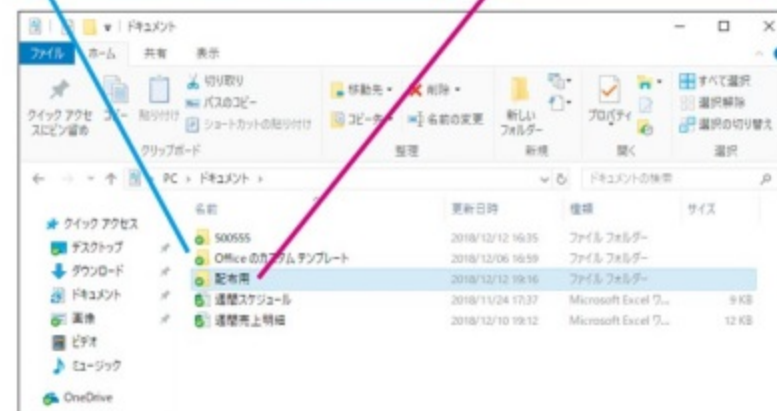 ドキュメント
ファイル ホーム 共有 表示
クイック アクセスにピン留め
コピー
貼り付け
切り取り
パスのコピー
ショートカットの貼り付け
クリップボード
移動先
コピー先
削除
名前の変更
整理
新しいフォルダー
新規
プロパティ
開く
すべて選択
選択解除
選択の切り替え
選択
PC › ドキュメント ›
ドキュメントの検索
名前 更新日時 種類 サイズ
500555 2018/12/12 16:35 ファイル フォルダー
Office のカスタム テンプレート 2018/12/06 16:59 ファイル フォルダー
配布用 2018/12/12 19:16 ファイル フォルダー
週間スケジュール 2018/11/24 17:37 Microsoft Excel ワ... 9 KB
週間売上明細 2018/12/10 19:12 Microsoft Excel ワ... 12 KB
クイック アクセス
デスクトップ
ダウンロード
ドキュメント
画像
ビデオ
ミュージック
OneDrive